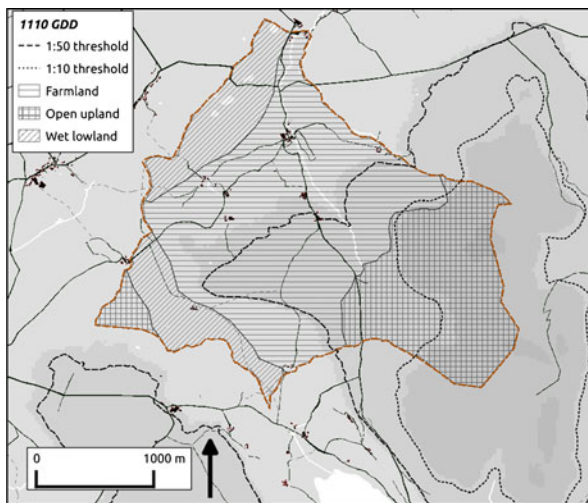 1110 GDD
1:50 threshold
1:10 threshold
Farmland
Open upland
Wet lowland
0 1000 m